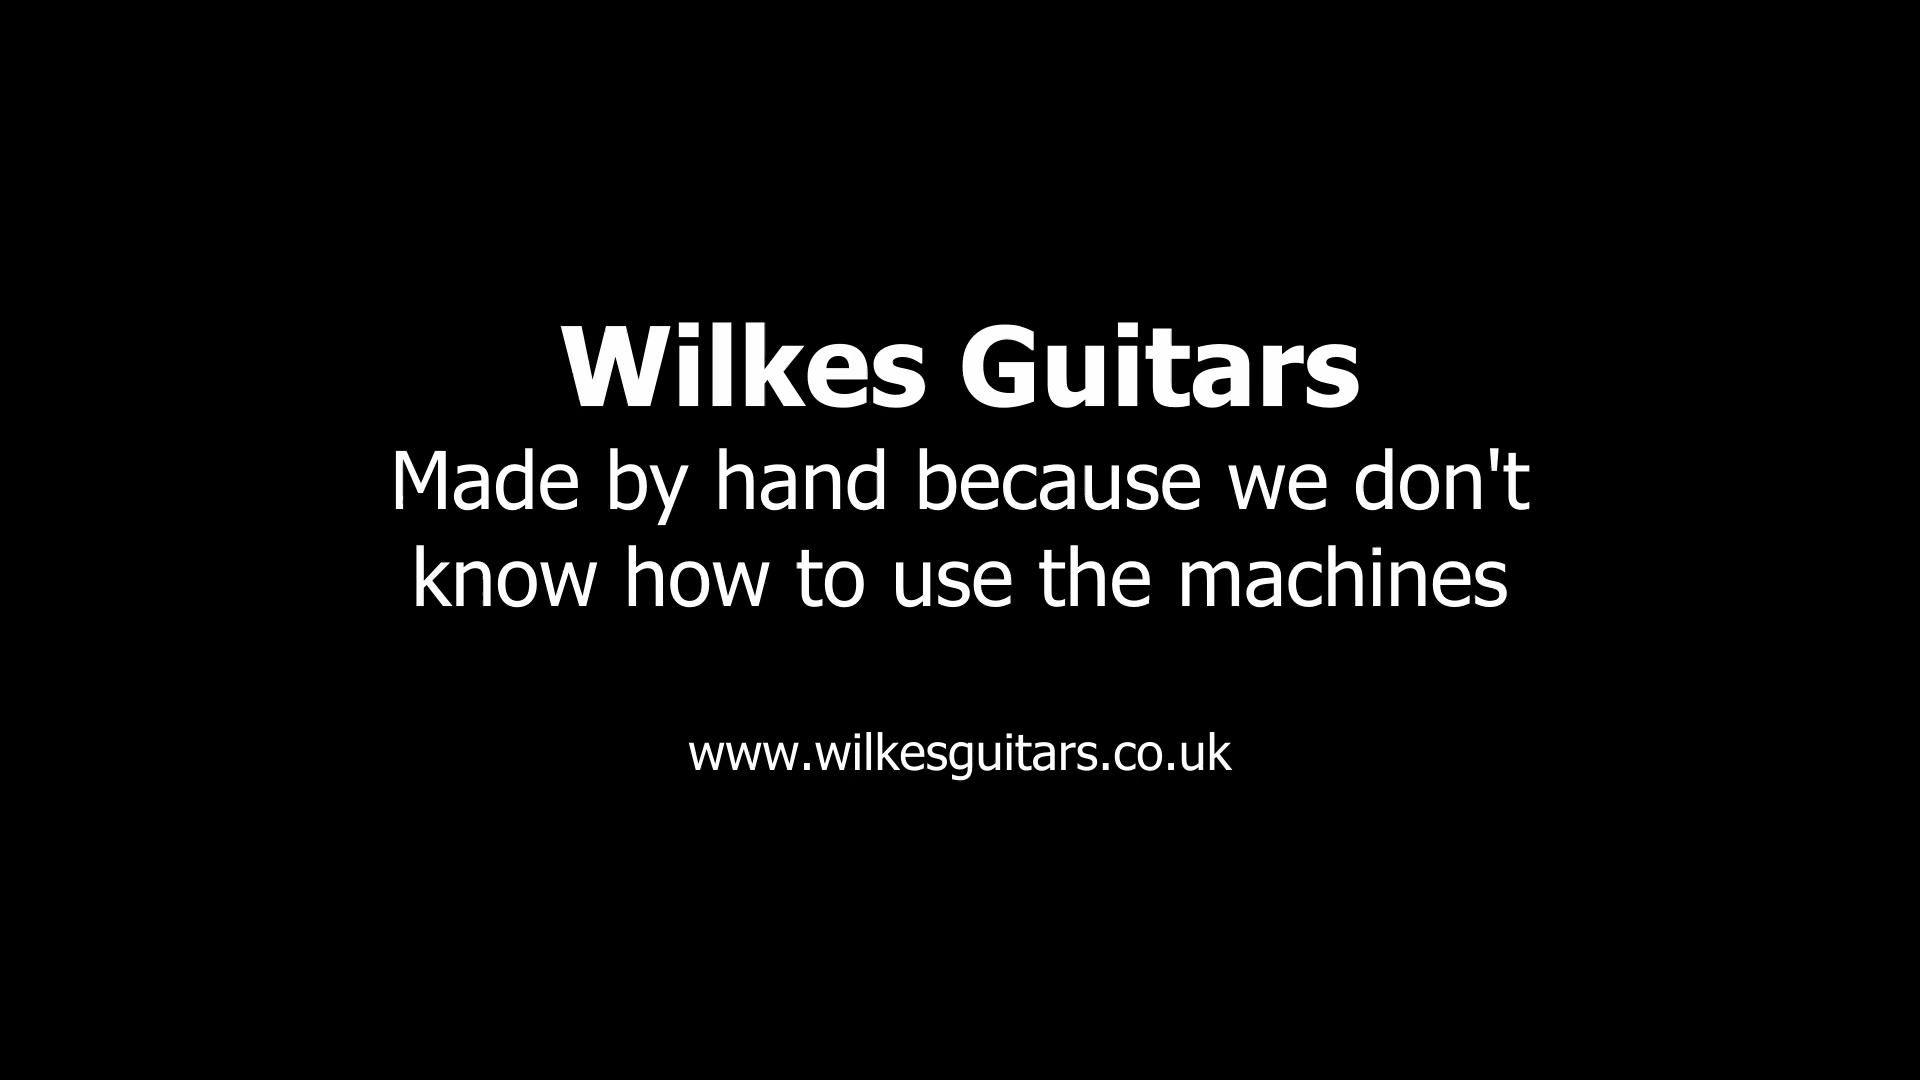 Wilkes Guitars
Made by hand because we don't
know how to use the machines
www.wilkesguitars.co.uk